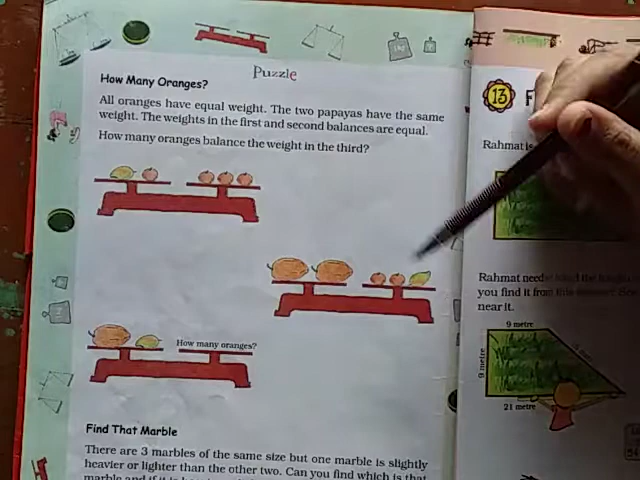 Puzzle
How Many Oranges?
All oranges have equal weight. The two papayas have the same
weight. The weights in the first and second balances are equal.
How many oranges balance the weight in the third?
How many oranges?
Find That Marble
There are 3 marbles of the same size but one marble is slightly
heavier or lighter than the other two. Can you find which is that
13
F
Rahmat is
Rahmat need
you find it from this
near it.
9 metre
9 metre
21 metre